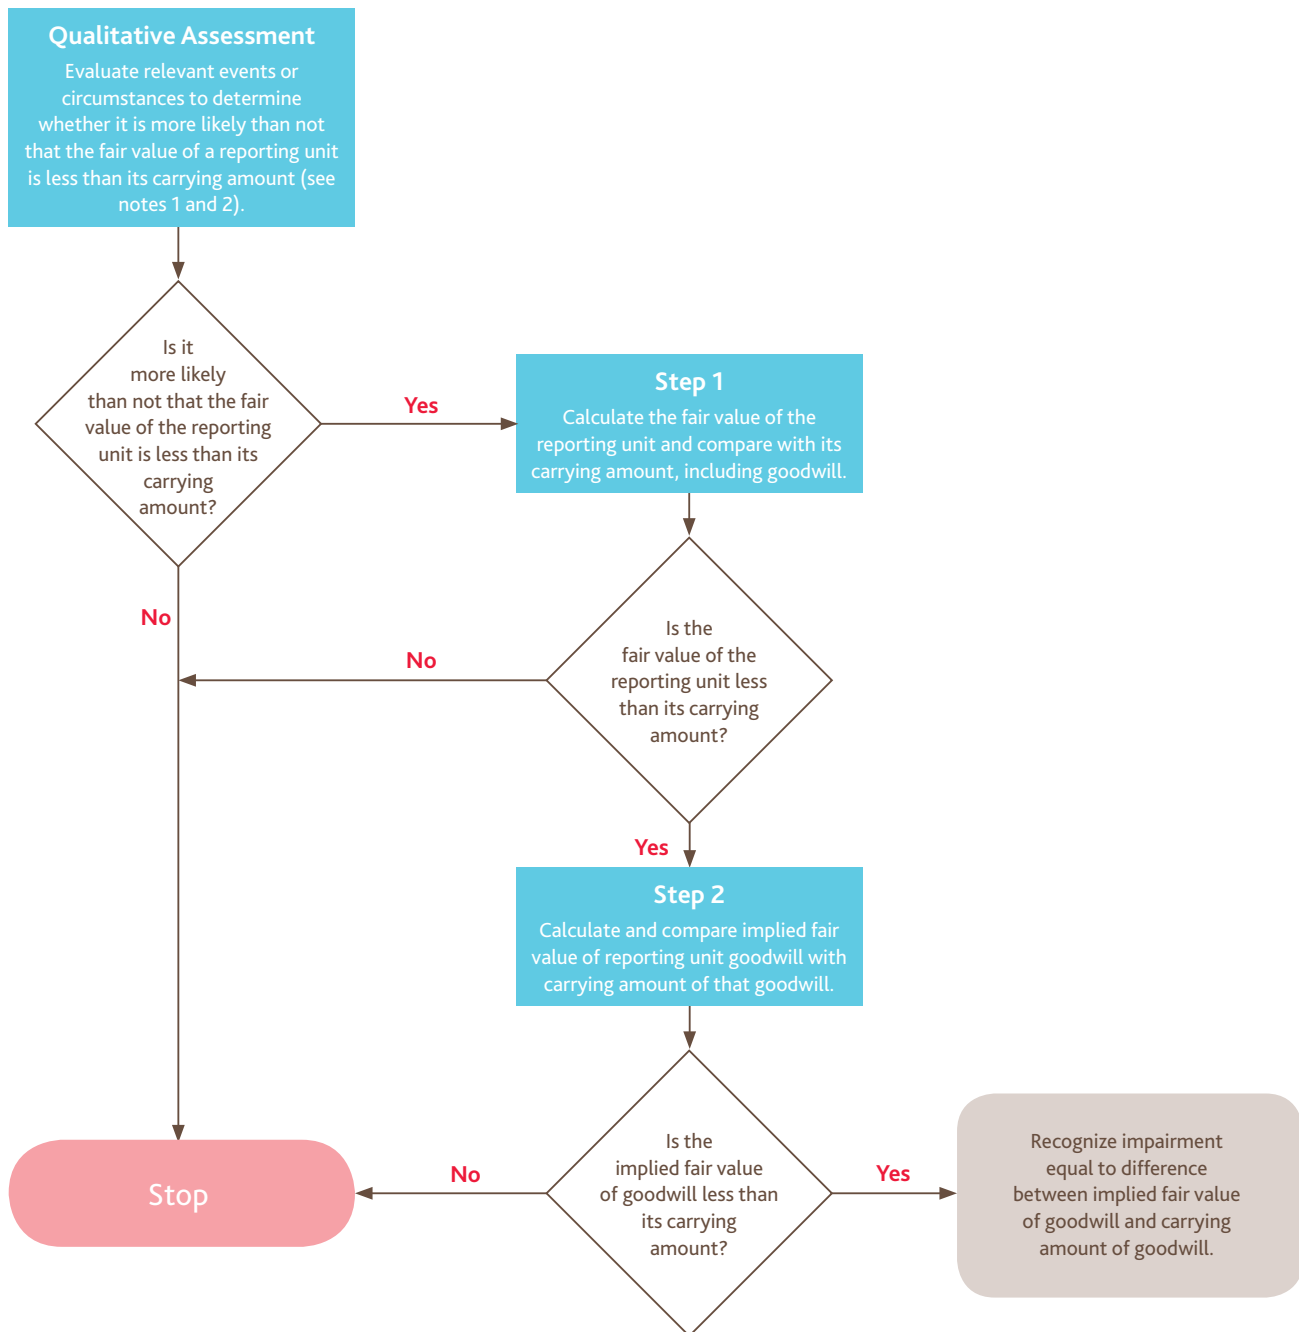 Qualitative Assessment
Evaluate relevant events or
circumstances to determine
whether it is more likely than not
that the fair value of a reporting unit
is less than its carrying amount (see
notes 1 and 2).
Is it
more likely
than not that the fair
value of the reporting
unit is less than its
carrying
amount?
Yes
Step 1
Calculate the fair value of the
reporting unit and compare with its
carrying amount, including goodwill.
No
No
Is the
fair value of the
reporting unit less
than its carrying
amount?
Yes
Step 2
Calculate and compare implied fair
value of reporting unit goodwill with
carrying amount of that goodwill.
Stop
No
Is the
implied fair value
of goodwill less than
its carrying
amount?
Yes
Recognize impairment
equal to difference
between implied fair value
of goodwill and carrying
amount of goodwill.